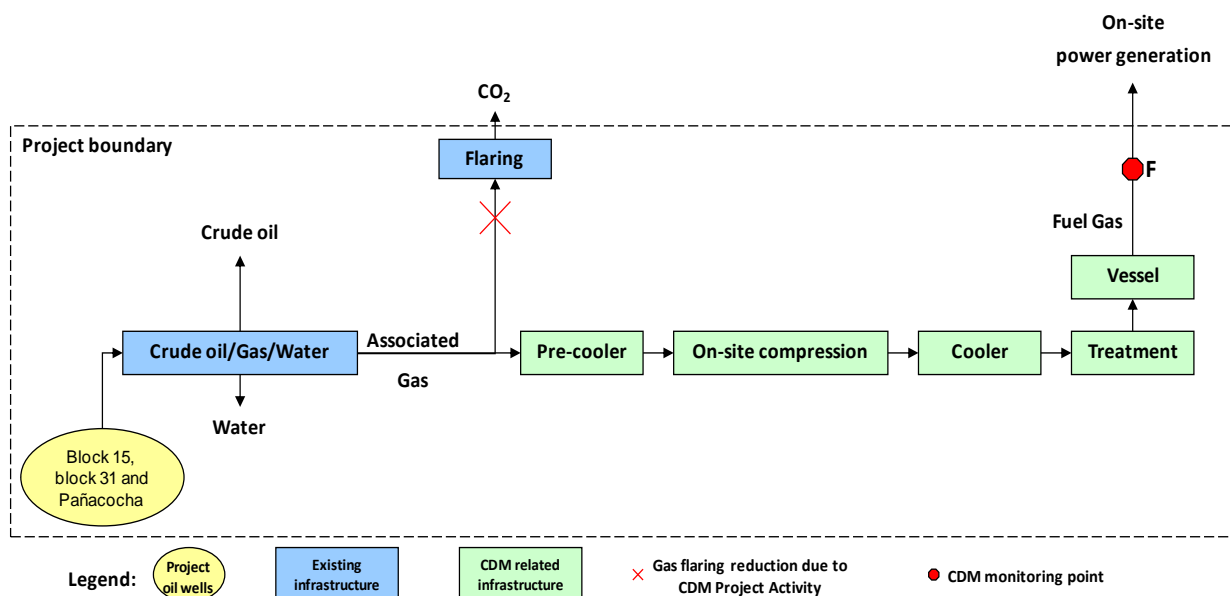 On-site
power generation
CO₂
Project boundary
Flaring
F
Fuel Gas
Crude oil
Vessel
Crude oil/Gas/Water
Associated
Gas
Pre-cooler
On-site compression
Cooler
Treatment
Water
Block 15,
block 31 and
Pañacocha
Legend:
Project
oil wells
Existing
infrastructure
CDM related
infrastructure
Gas flaring reduction due to
CDM Project Activity
CDM monitoring point